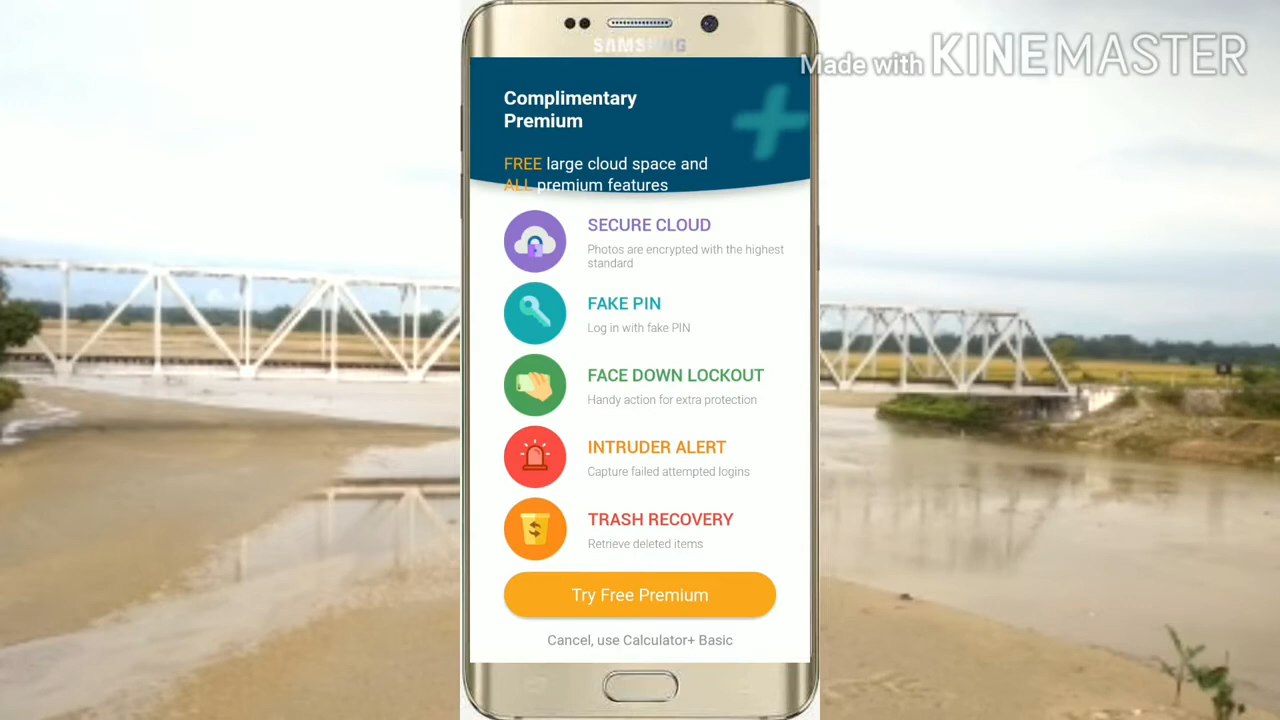 SAMSUNG
Made with KINEMASTER
Complimentary
Premium
FREE large cloud space and
ALL premium features
SECURE CLOUD
Photos are encrypted with the highest
standard
FAKE PIN
Log in with fake PIN
FACE DOWN LOCKOUT
Handy action for extra protection
INTRUDER ALERT
Capture failed attempted logins
TRASH RECOVERY
Retrieve deleted items
Try Free Premium
Cancel, use Calculator+ Basic